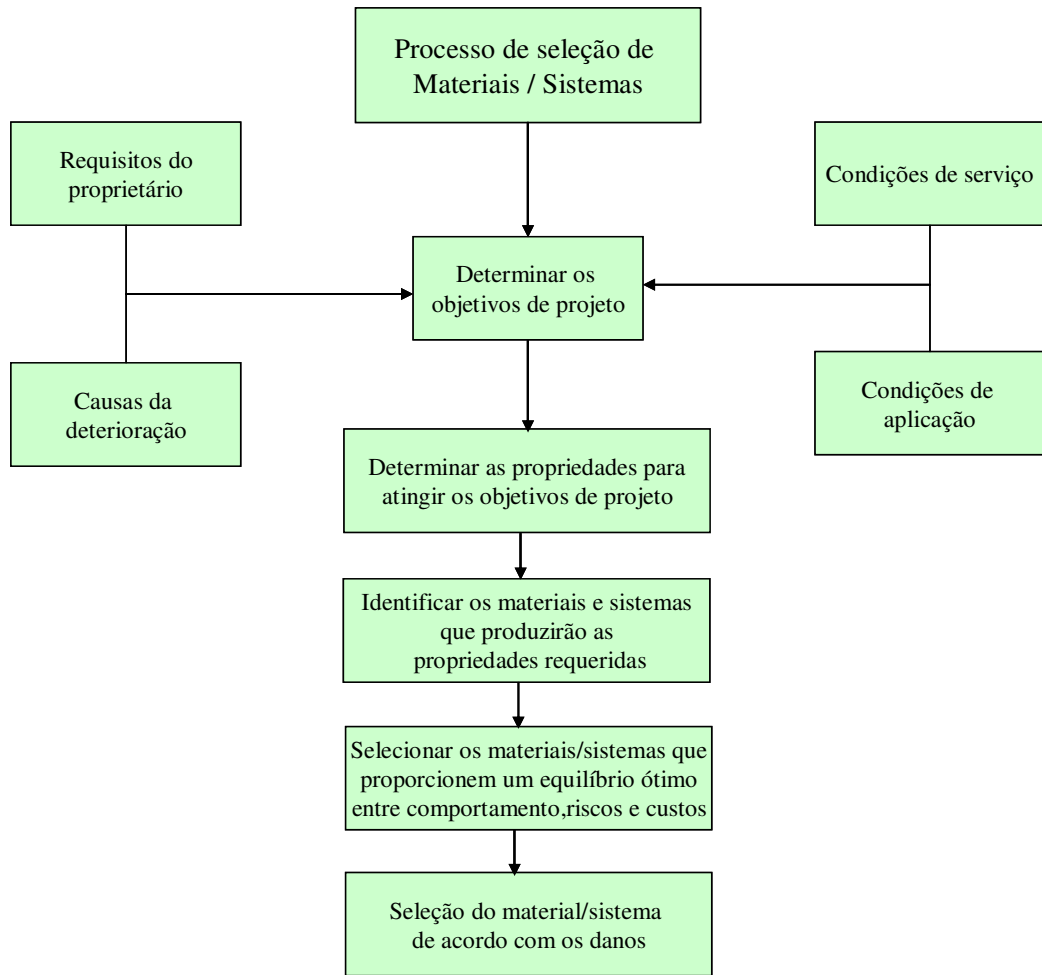 Processo de seleção de
Materiais / Sistemas
Requisitos do
proprietário
Condições de serviço
Determinar os
objetivos de projeto
Causas da
deterioração
Condições de
aplicação
Determinar as propriedades para
atingir os objetivos de projeto
Identificar os materiais e sistemas
que produzirão as
propriedades requeridas
Selecionar os materiais/sistemas que
proporcionem um equilíbrio ótimo
entre comportamento,riscos e custos
Seleção do material/sistema
de acordo com os danos